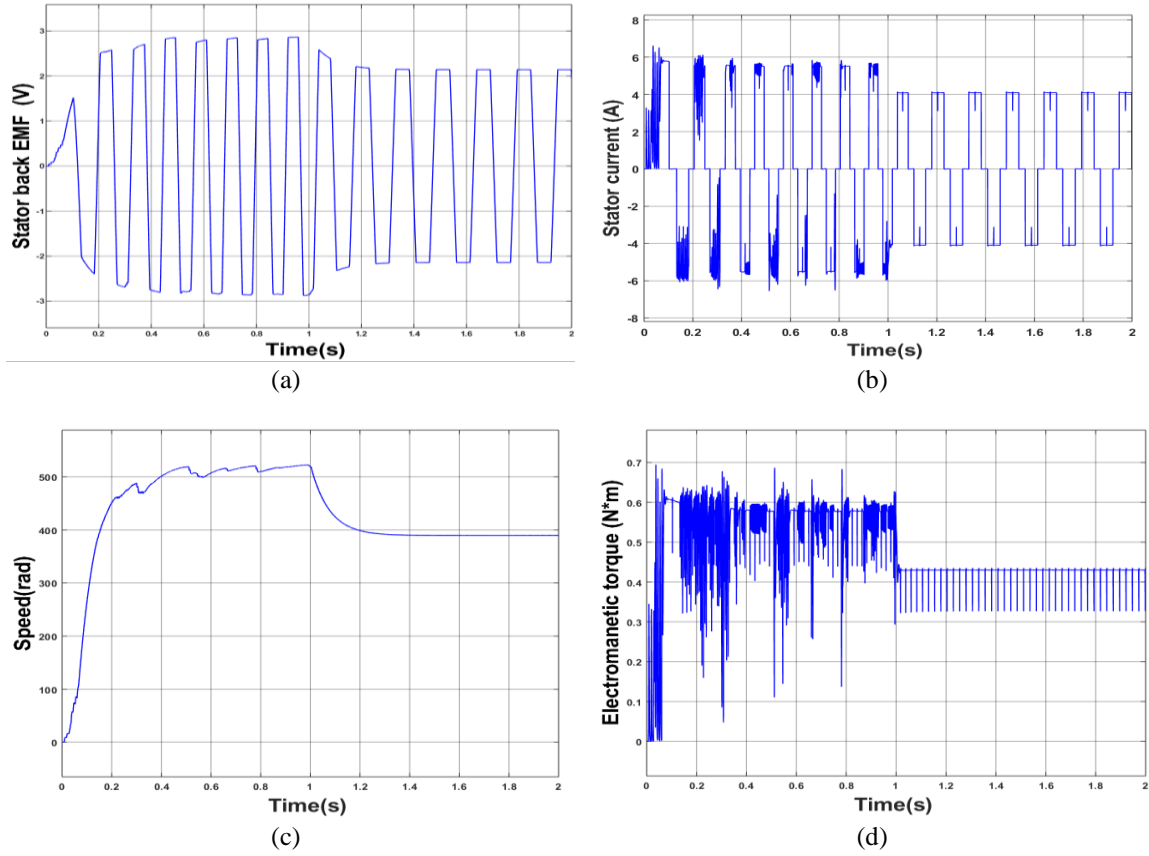 3
2
1
0
-1
-2
-3
Stator back EMF (V)
0 0.2 0.4 0.6 0.8 1 1.2 1.4 1.6 1.8 2
Time(s)
(a)
8
6
4
2
0
-2
-4
-6
-8
Stator current (A)
0 0.2 0.4 0.6 0.8 1 1.2 1.4 1.6 1.8 2
Time(s)
(b)
500
400
300
200
100
0
Speed(rad)
0 0.2 0.4 0.6 0.8 1 1.2 1.4 1.6 1.8 2
Time(s)
(c)
0.7
0.6
0.5
0.4
0.3
0.2
0.1
0
Electromanetic torque (N*m)
0 0.2 0.4 0.6 0.8 1 1.2 1.4 1.6 1.8 2
Time(s)
(d)